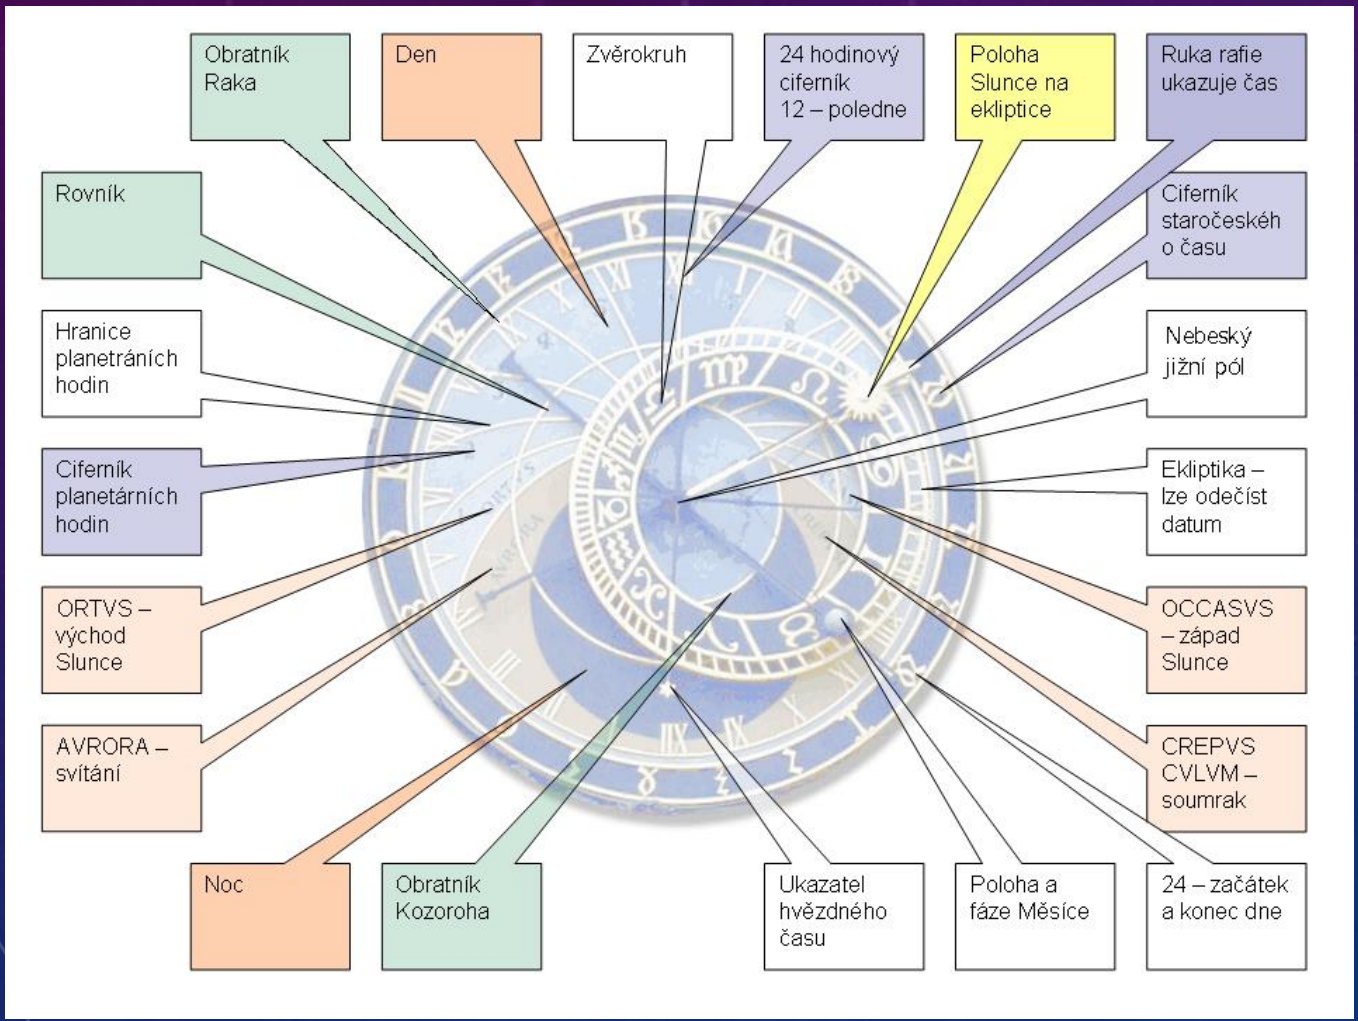 Obratník
Raka
Den
Zvěrokruh
24 hodinový
ciferník
12 – poledne
Poloha
Slunce na
ekliptice
Ruka rafie
ukazuje čas
Rovník
Ciferník
staročeskéh
o času
Hranice
planetráních
hodin
Nebeský
jižní pól
Ciferník
planetárních
hodin
Ekliptika –
lze odečíst
datum
ORTVS –
východ
Slunce
OCCASVS
– západ
Slunce
AVRORA –
svítání
CREPVS
CVLVM –
soumrak
Noc
Obratník
Kozoroha
Ukazatel
hvězdného
času
Poloha a
fáze Měsíce
24 – začátek
a konec dne